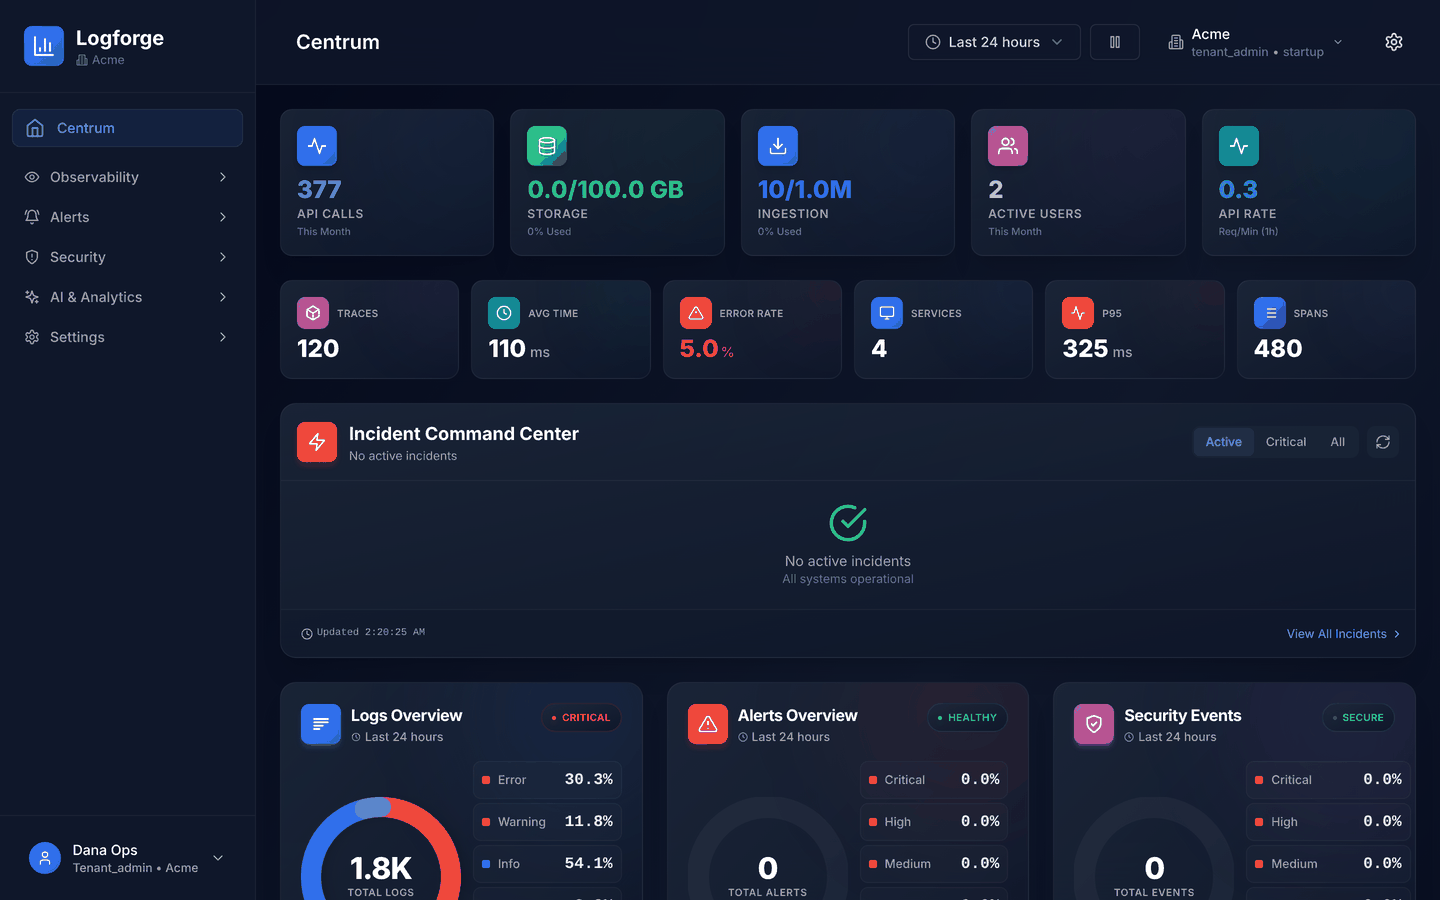 Logforge
Acme
Centrum
Observability
Alerts
Security
AI & Analytics
Settings
Dana Ops
Tenant_admin • Acme
Centrum
Last 24 hours
Acme
tenant_admin • startup
377
API CALLS
This Month
0.0/100.0 GB
STORAGE
0% Used
10/1.0M
INGESTION
0% Used
2
ACTIVE USERS
This Month
0.3
API RATE
Req/Min (1h)
TRACES
120
AVG TIME
110 ms
ERROR RATE
5.0 %
SERVICES
4
P95
325 ms
SPANS
480
Incident Command Center
No active incidents
Active Critical All
No active incidents
All systems operational
Updated 2:20:25 AM
View All Incidents
Logs Overview
Last 24 hours
CRITICAL
Error 30.3%
Warning 11.8%
Info 54.1%
1.8K
TOTAL LOGS
Alerts Overview
Last 24 hours
HEALTHY
Critical 0.0%
High 0.0%
Medium 0.0%
0
TOTAL ALERTS
Security Events
Last 24 hours
SECURE
Critical 0.0%
High 0.0%
Medium 0.0%
0
TOTAL EVENTS